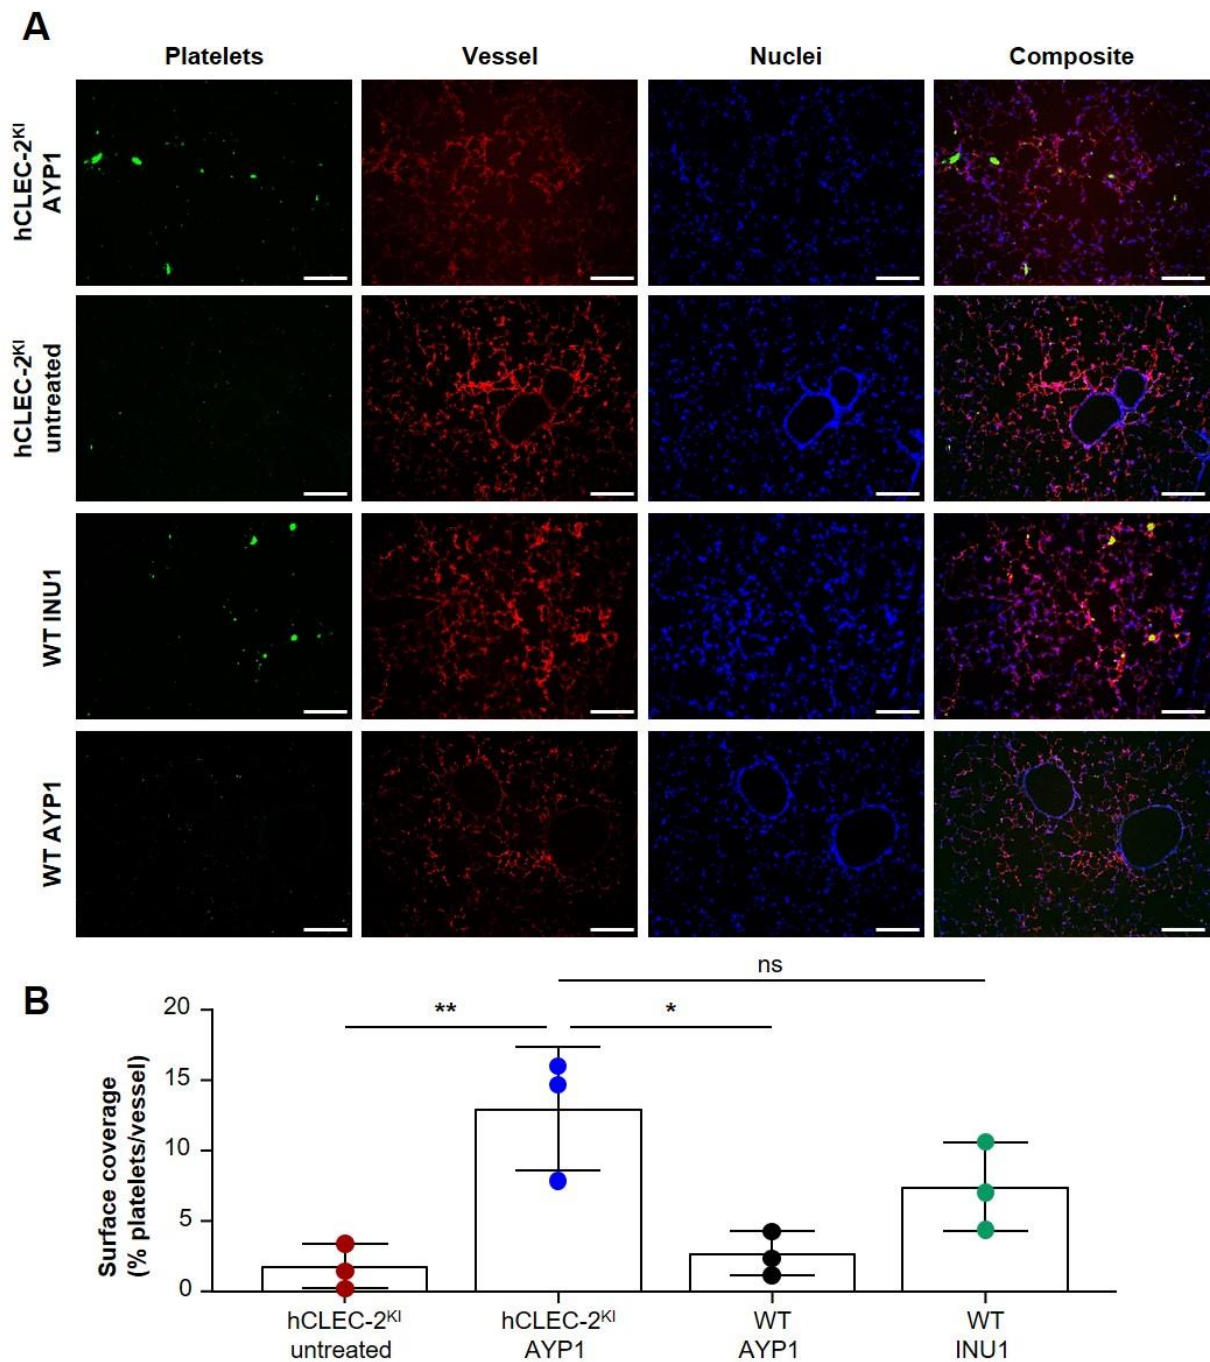 A
Platelets Vessel Nuclei Composite
hCLEC-2ᴷᴵ
AYP1
hCLEC-2ᴷᴵ
untreated
WT INU1
WT AYP1
B
ns
** *
Surface coverage
(% platelets/vessel)
20
15
10
5
0
hCLEC-2ᴷᴵ hCLEC-2ᴷᴵ WT WT
untreated AYP1 AYP1 INU1